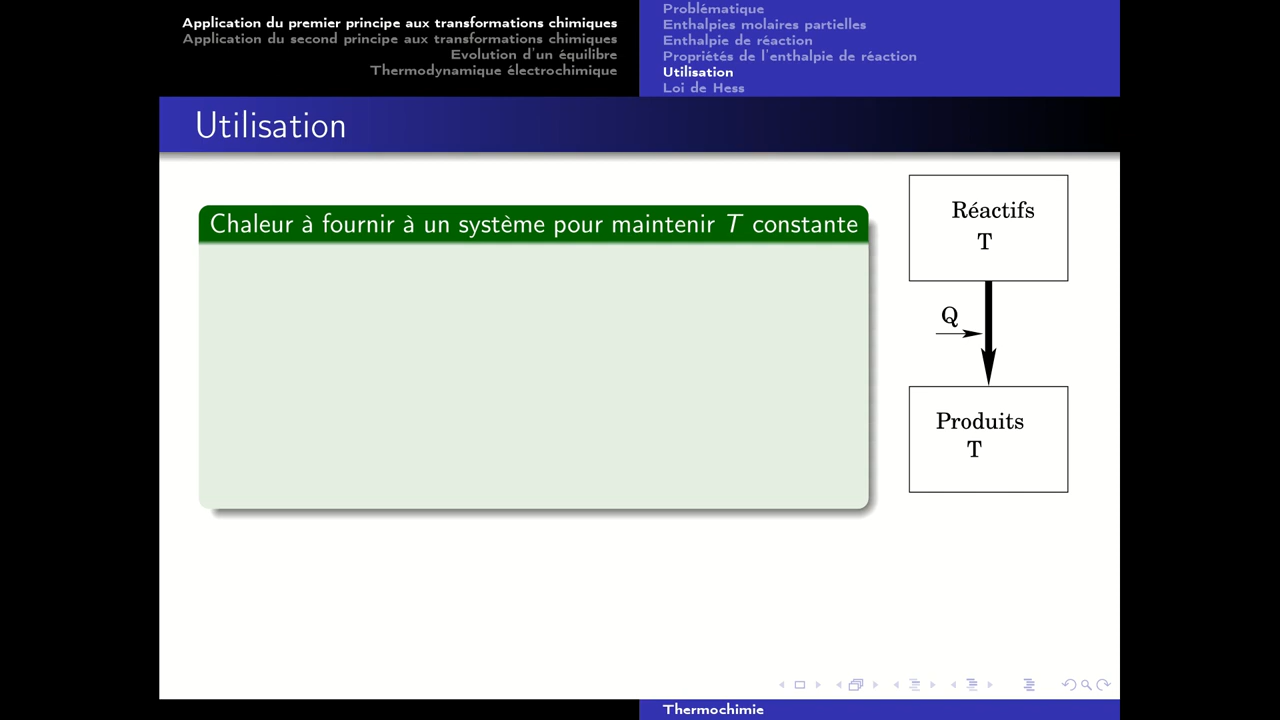 Application du premier principe aux transformations chimiques
Application du second principe aux transformations chimiques
Evolution d'un équilibre
Thermodynamique électrochimique
Problématique
Enthalpies molaires partielles
Enthalpie de réaction
Propriétés de l'enthalpie de réaction
Utilisation
Loi de Hess
Utilisation
Chaleur à fournir à un système pour maintenir T constante
Réactifs
T
Q
Produits
T
Thermochimie